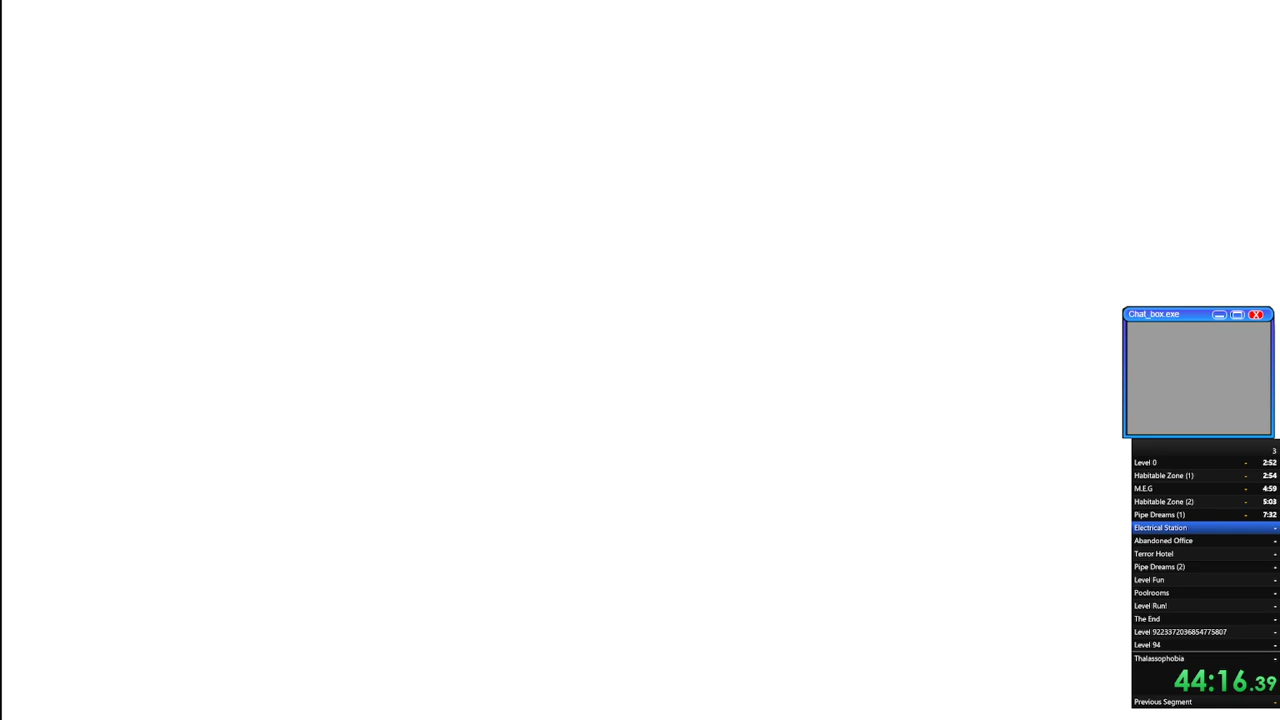 Chat_box.exe
3
Level 0 - 2:52
Habitable Zone (1) - 2:54
M.E.G - 4:59
Habitable Zone (2) - 5:03
Pipe Dreams (1) - 7:32
Electrical Station -
Abandoned Office -
Terror Hotel -
Pipe Dreams (2) -
Level Fun -
Poolrooms -
Level Run! -
The End -
Level 9223372036854775807 -
Level 94 -
Thalassophobia -
44:16.39
Previous Segment -